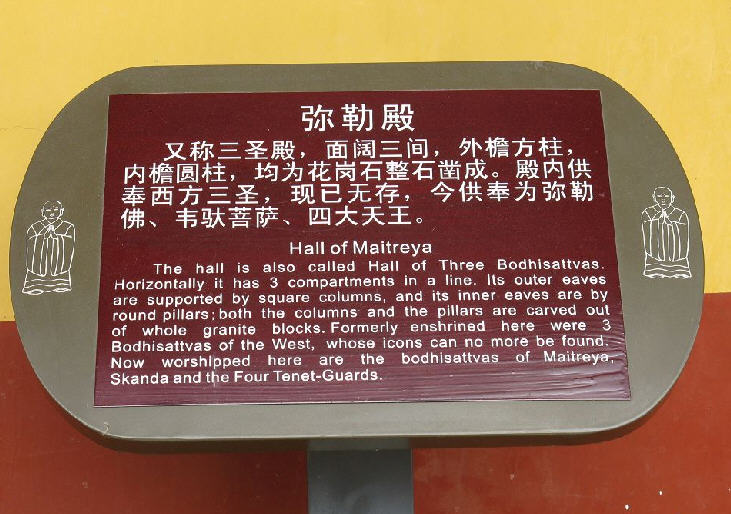 弥勒殿
又称三圣殿，面阔三间，外檐方柱，
内檐圆柱，均为花岗石整石凿成。殿内供
奉西方三圣，现已无存，今供奉为弥勒
佛、韦驮菩萨、四大天王。
Hall of Maitreya
The hall is also called Hall of Three Bodhisattvas.
Horizontally it has 3 compartments in a line. Its outer eaves
are supported by square columns, and its inner eaves are by
round pillars; both the columns and the pillars are carved out
of whole granite blocks. Formerly enshrined here were 3
Bodhisattvas of the West, whose icons can no more be found.
Now worshipped here are the bodhisattvas of Maitreya,
Skanda and the Four Tenet-Guards.